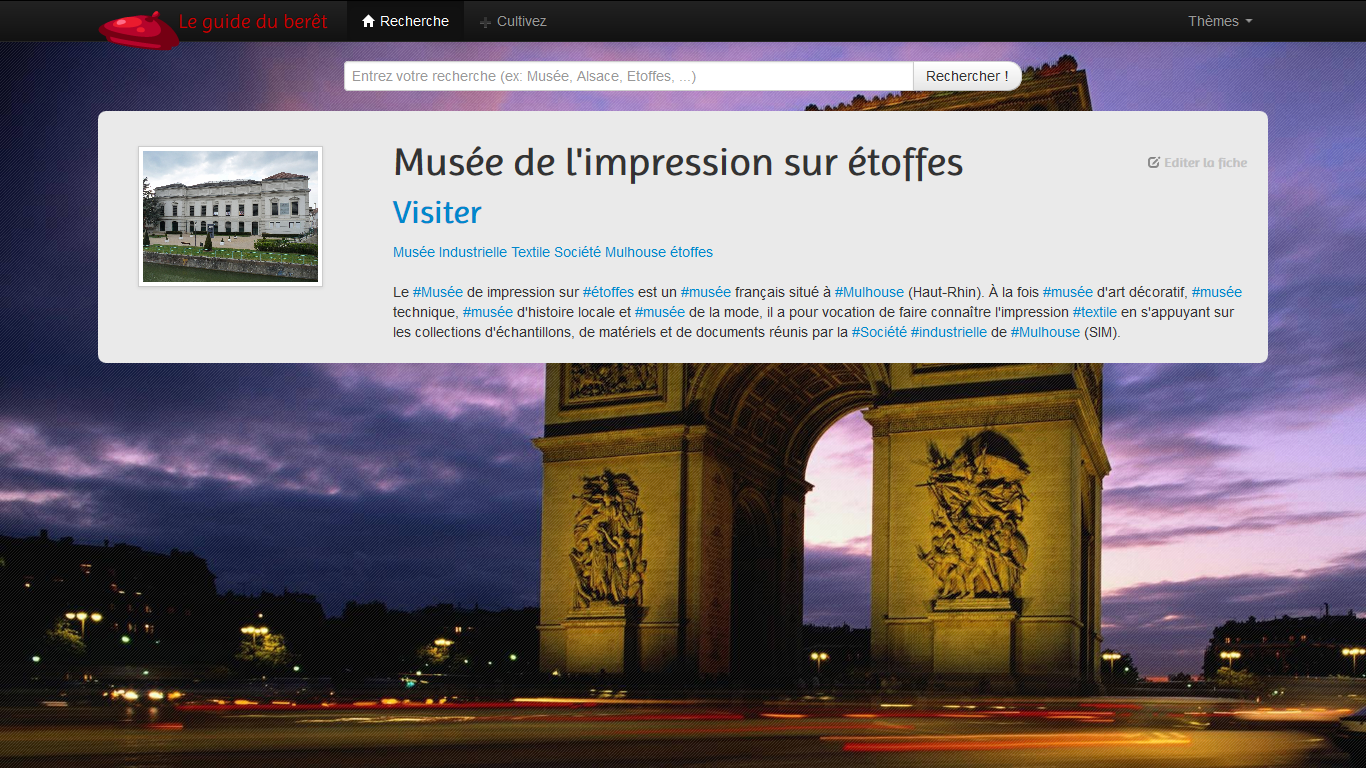 Le guide du berêt
Recherche
Cultivez
Thèmes
Entrez votre recherche (ex: Musée, Alsace, Etoffes, ...)
Rechercher !
Musée de l'impression sur étoffes
Editer la fiche
Visiter
Musée Industrielle Textile Société Mulhouse étoffes
Le #Musée de impression sur #étoffes est un #musée français situé à #Mulhouse (Haut-Rhin). À la fois #musée d'art décoratif, #musée
technique, #musée d'histoire locale et #musée de la mode, il a pour vocation de faire connaître l'impression #textile en s'appuyant sur
les collections d'échantillons, de matériels et de documents réunis par la #Société #industrielle de #Mulhouse (SIM).